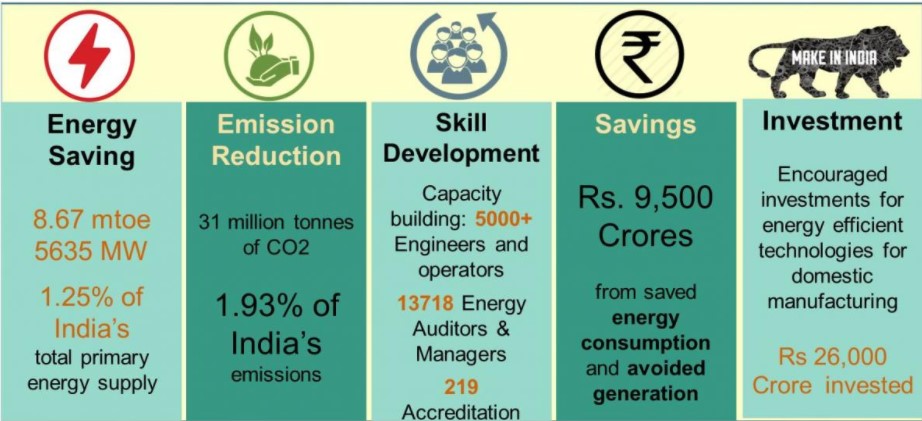 MAKE IN INDIA
Energy
Saving
8.67 mtoe
5635 MW
1.25% of
India's
total primary
energy supply
Emission
Reduction
31 million tonnes
of CO2
1.93% of
India's
emissions
Skill
Development
Capacity
building: 5000+
Engineers and
operators
13718 Energy
Auditors &
Managers
219
Accreditation
Savings
Rs. 9,500
Crores
from saved
energy
consumption
and avoided
generation
Investment
Encouraged
investments for
energy efficient
technologies for
domestic
manufacturing
Rs 26,000
Crore invested